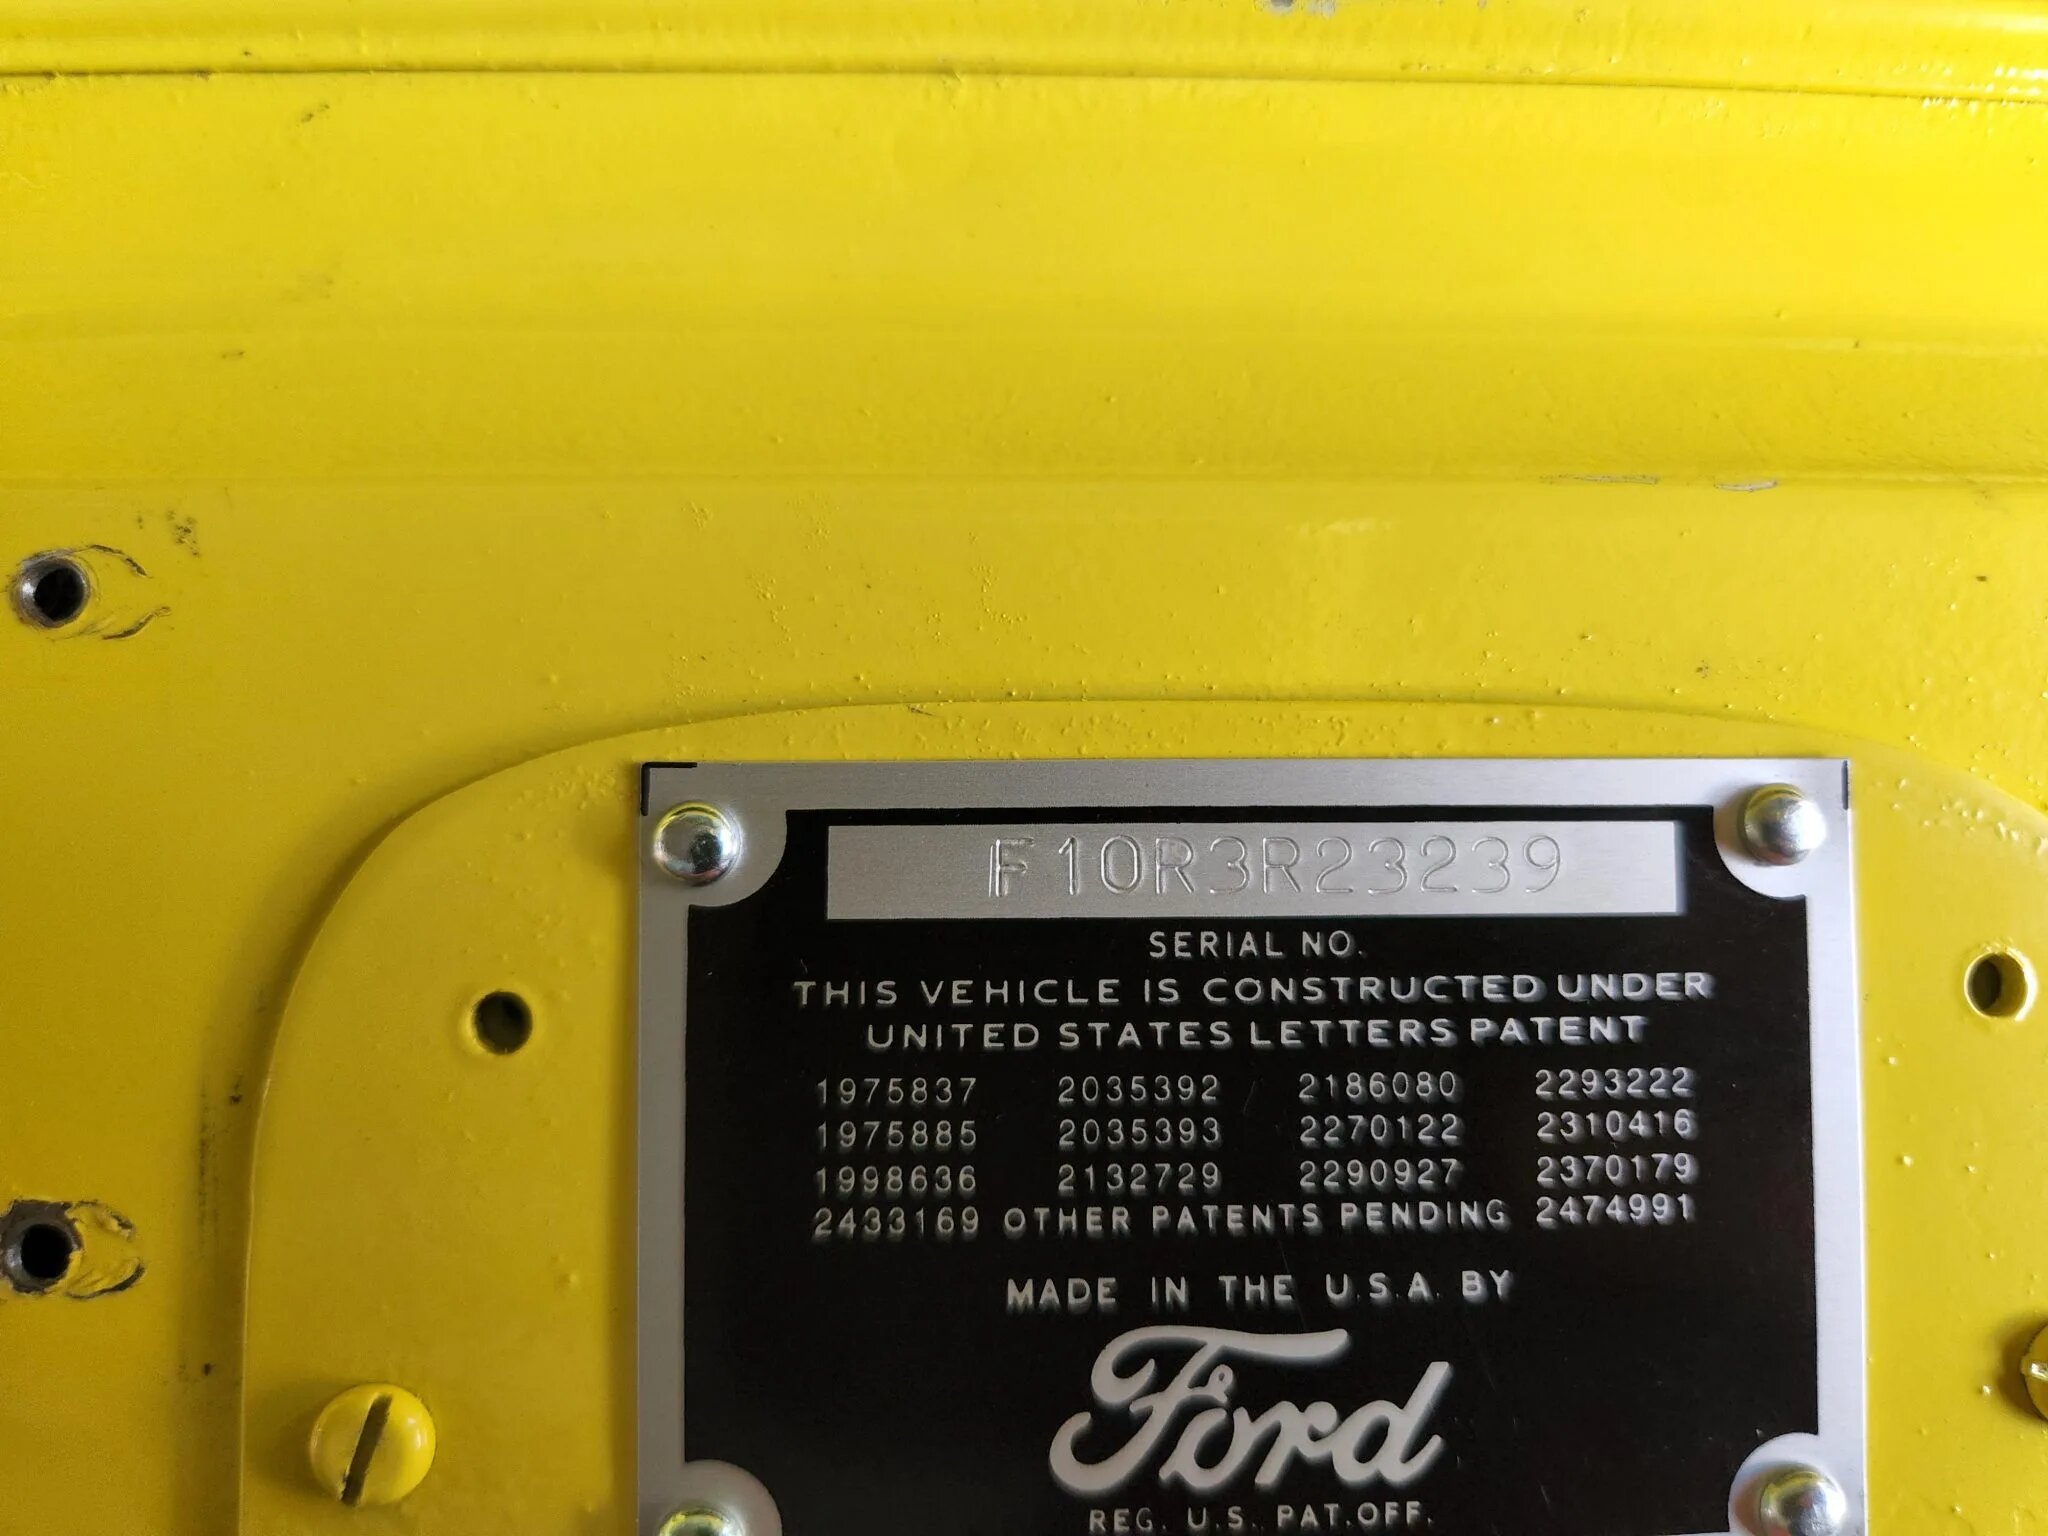 F10R3R23239
SERIAL NO.
THIS VEHICLE IS CONSTRUCTED UNDER
UNITED STATES LETTERS PATENT
1975837 2035392 2186080 2293222
1975885 2035393 2270122 2310416
1998636 2132729 2290927 2370179
2433169 OTHER PATENTS PENDING 2474991
MADE IN THE U.S.A. BY
Ford
REG. U.S. PAT. OFF.